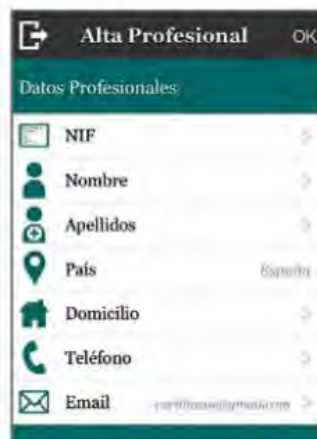 Alta Profesional OK
Datos Profesionales
NIF
Nombre
Apellidos
País España
Domicilio
Teléfono
Email